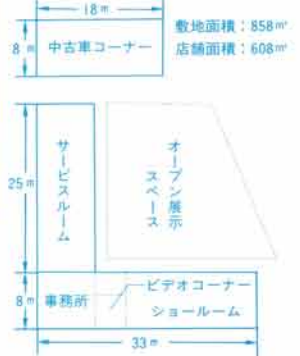 18m
敷地面積：858㎡
8m
中古車コーナー
店舗面積：608㎡
サービスルーム
オープン展示
スペース
25m
ビデオコーナー
8m
事務所
ショールーム
33m